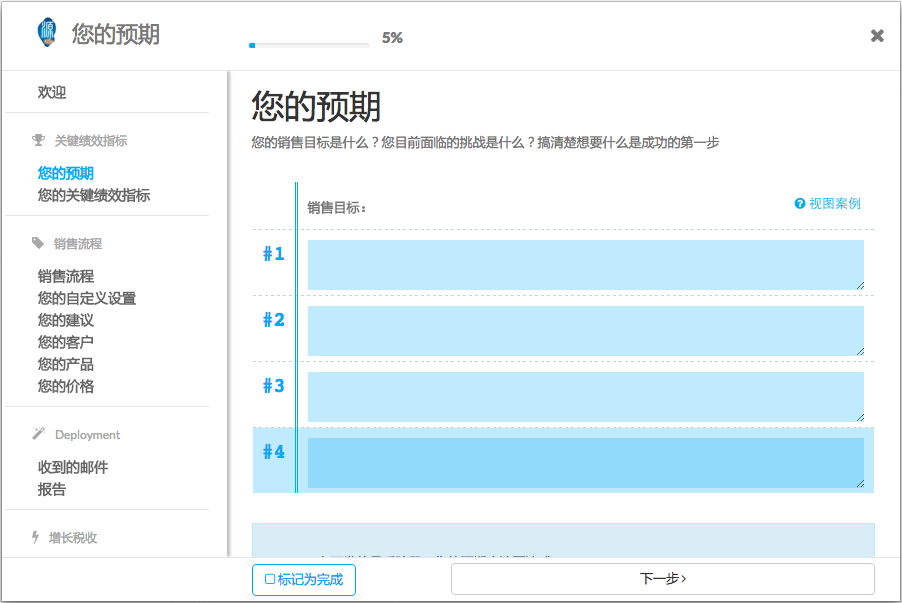 您的预期
5%
欢迎
关键绩效指标
您的预期
您的关键绩效指标
销售流程
销售流程
您的自定义设置
您的建议
您的客户
您的产品
您的价格
Deployment
收到的邮件
报告
增长税收
您的预期
您的销售目标是什么？您目前面临的挑战是什么？搞清楚想要什么是成功的第一步
销售目标：
视图案例
#1
#2
#3
#4
标记为完成
下一步›